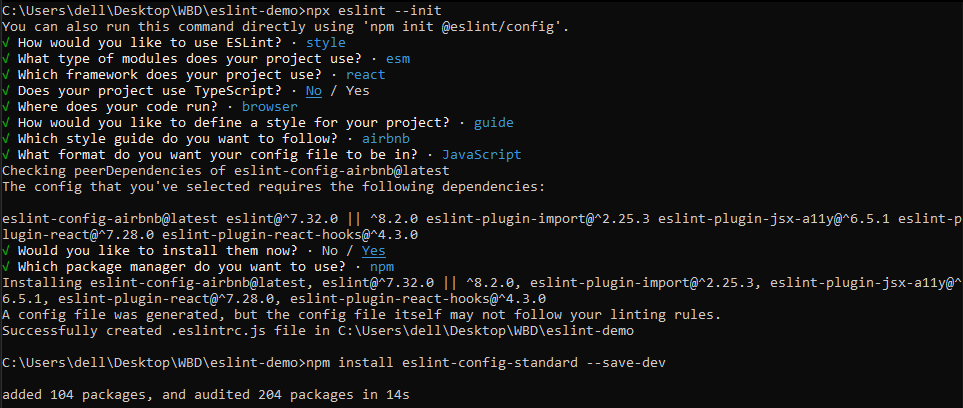 C:\Users\dell\Desktop\WBD\eslint-demo>npx eslint --init
You can also run this command directly using 'npm init @eslint/config'.
√ How would you like to use ESLint? · style
√ What type of modules does your project use? · esm
√ Which framework does your project use? · react
√ Does your project use TypeScript? · No / Yes
√ Where does your code run? · browser
√ How would you like to define a style for your project? · guide
√ Which style guide do you want to follow? · airbnb
√ What format do you want your config file to be in? · JavaScript
Checking peerDependencies of eslint-config-airbnb@latest
The config that you've selected requires the following dependencies:

eslint-config-airbnb@latest eslint@^7.32.0 || ^8.2.0 eslint-plugin-import@^2.25.3 eslint-plugin-jsx-a11y@^6.5.1 eslint-p
lugin-react@^7.28.0 eslint-plugin-react-hooks@^4.3.0
√ Would you like to install them now? · No / Yes
√ Which package manager do you want to use? · npm
Installing eslint-config-airbnb@latest, eslint@^7.32.0 || ^8.2.0, eslint-plugin-import@^2.25.3, eslint-plugin-jsx-a11y@^
6.5.1, eslint-plugin-react@^7.28.0, eslint-plugin-react-hooks@^4.3.0
A config file was generated, but the config file itself may not follow your linting rules.
Successfully created .eslintrc.js file in C:\Users\dell\Desktop\WBD\eslint-demo

C:\Users\dell\Desktop\WBD\eslint-demo>npm install eslint-config-standard --save-dev

added 104 packages, and audited 204 packages in 14s